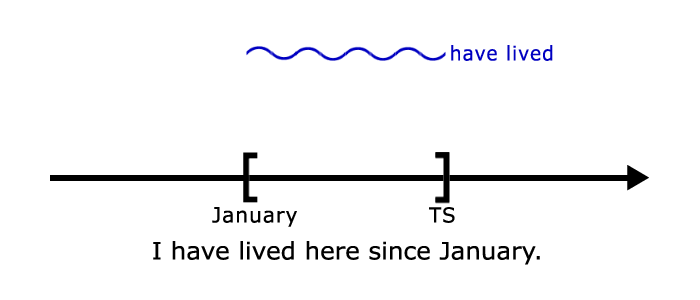 have lived
[ ]
January TS
I have lived here since January.